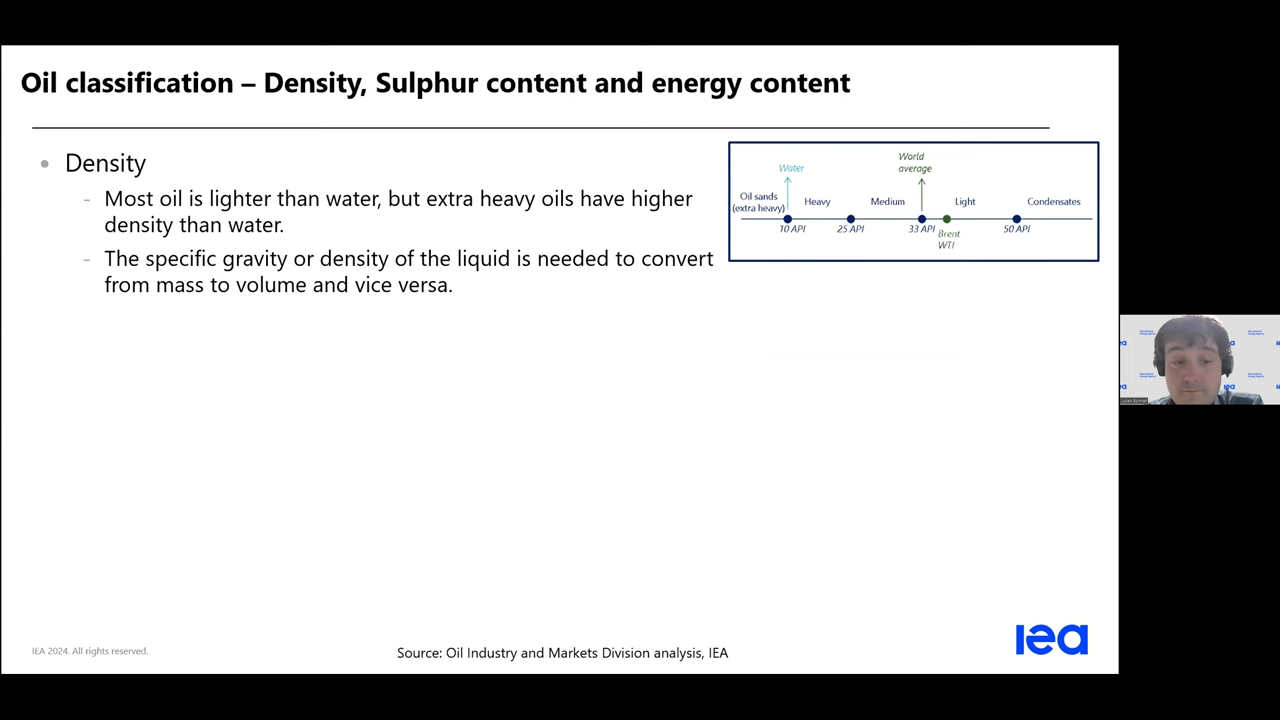 Oil classification – Density, Sulphur content and energy content
Density
- Most oil is lighter than water, but extra heavy oils have higher
density than water.
- The specific gravity or density of the liquid is needed to convert
from mass to volume and vice versa.
Water
World
average
Oil sands
(extra heavy)
Heavy
Medium
Light
Condensates
10 API
25 API
33 API
Brent
WTI
50 API
IEA 2024. All rights reserved.
Source: Oil Industry and Markets Division analysis, IEA
iea